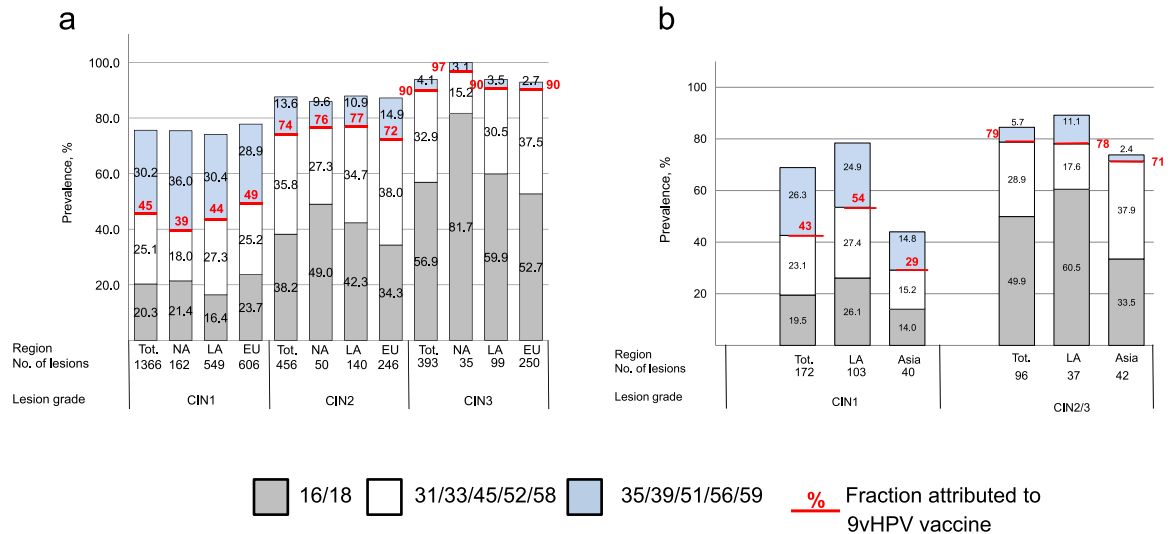 a
100.0
80.0
60.0
40.0
20.0
Prevalence, %
30.2 36.0 30.4 28.9 13.6 9.6 10.9 14.9 4.1 3.1 3.5 2.7
45 39 44 49 74 76 77 72 90 97 90 90
25.1 18.0 27.3 25.2 35.8 27.3 34.7 38.0 32.9 15.2 30.5 37.5
20.3 21.4 16.4 23.7 38.2 49.0 42.3 34.3 56.9 81.7 59.9 52.7
Region Tot. NA LA EU Tot. NA LA EU Tot. NA LA EU
No. of lesions 1366 162 549 606 456 50 140 246 393 35 99 250
Lesion grade CIN1 CIN2 CIN3
b
100
80
60
40
20
Prevalence, %
26.3 24.9 14.8 5.7 11.1 2.4
43 54 29 79 78 71
23.1 27.4 15.2 28.9 17.6 37.9
19.5 26.1 14.0 49.9 60.5 33.5
Region Tot. LA Asia Tot. LA Asia
No. of lesions 172 103 40 96 37 42
Lesion grade CIN1 CIN2/3
16/18 31/33/45/52/58 35/39/51/56/59 % Fraction attributed to
9vHPV vaccine